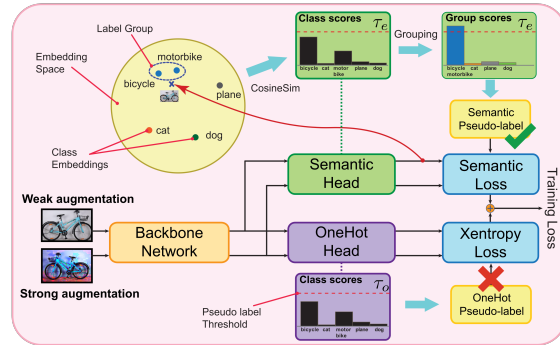 Label Group
Embedding
Space
motorbike
bicycle
plane
cat
dog
Class
Embeddings
CosineSim
Class scores
τe
bicycle cat motor plane dog
bike
Grouping
Group scores
τe
bicycle cat plane dog
motorbike
Semantic
Pseudo-label
Semantic
Head
Semantic
Loss
Weak augmentation
Backbone
Network
OneHot
Head
Xentropy
Loss
Training Loss
Strong augmentation
Pseudo label
Threshold
Class scores
τo
bicycle cat motor plane dog
bike
OneHot
Pseudo-label